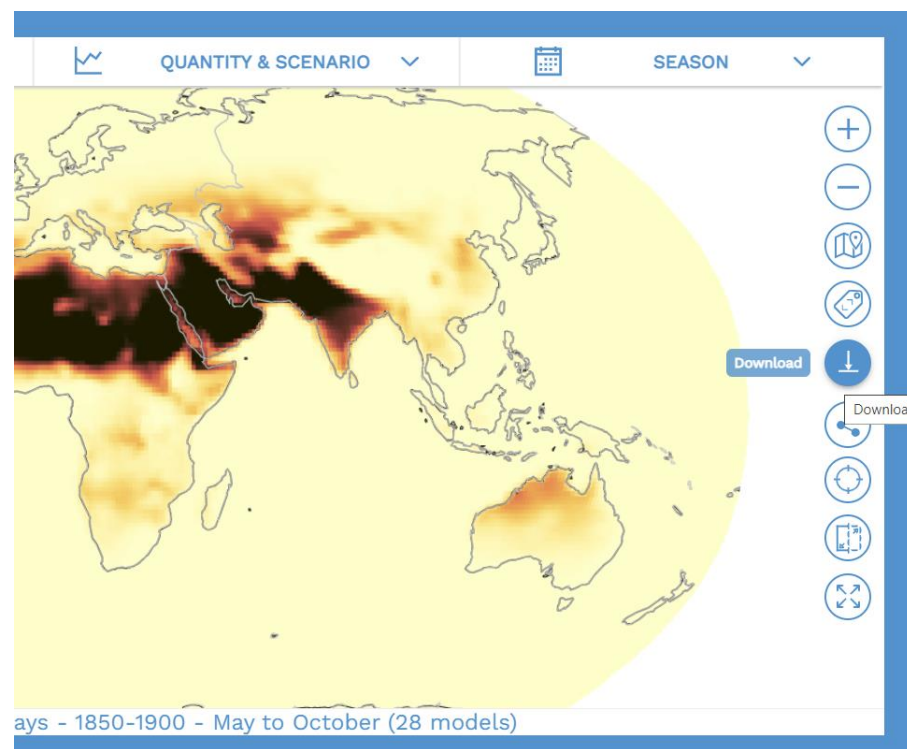 QUANTITY & SCENARIO
SEASON
Download
Downloa
ays - 1850-1900 - May to October (28 models)